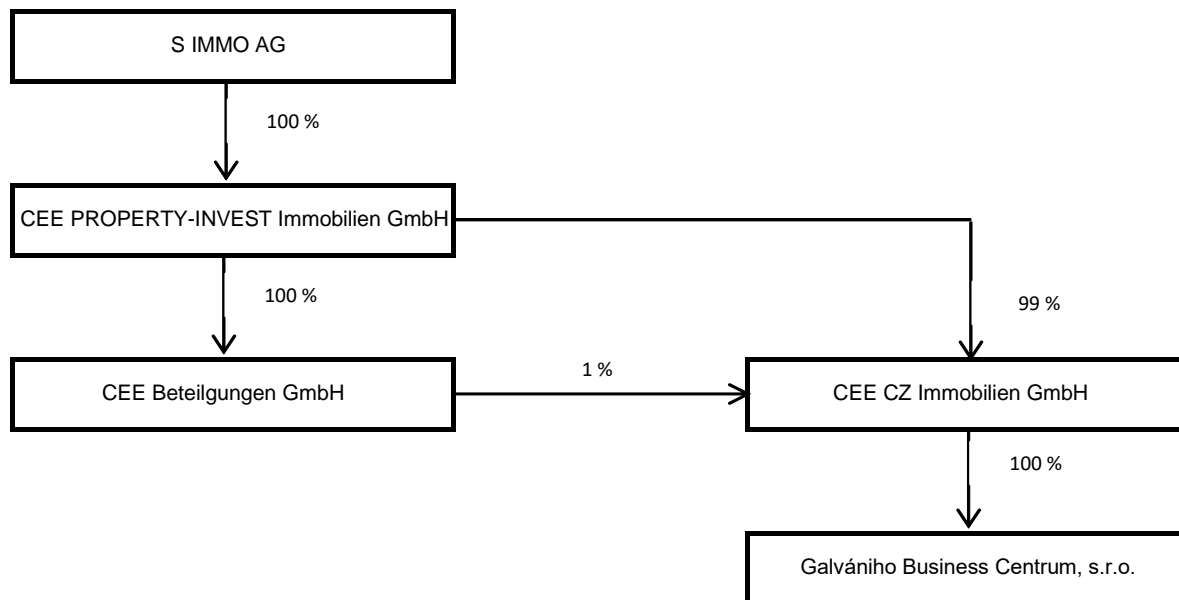 S IMMO AG
100 %
CEE PROPERTY-INVEST Immobilien GmbH
100 %
99 %
CEE Beteilgungen GmbH
1 %
CEE CZ Immobilien GmbH
100 %
Galvániho Business Centrum, s.r.o.